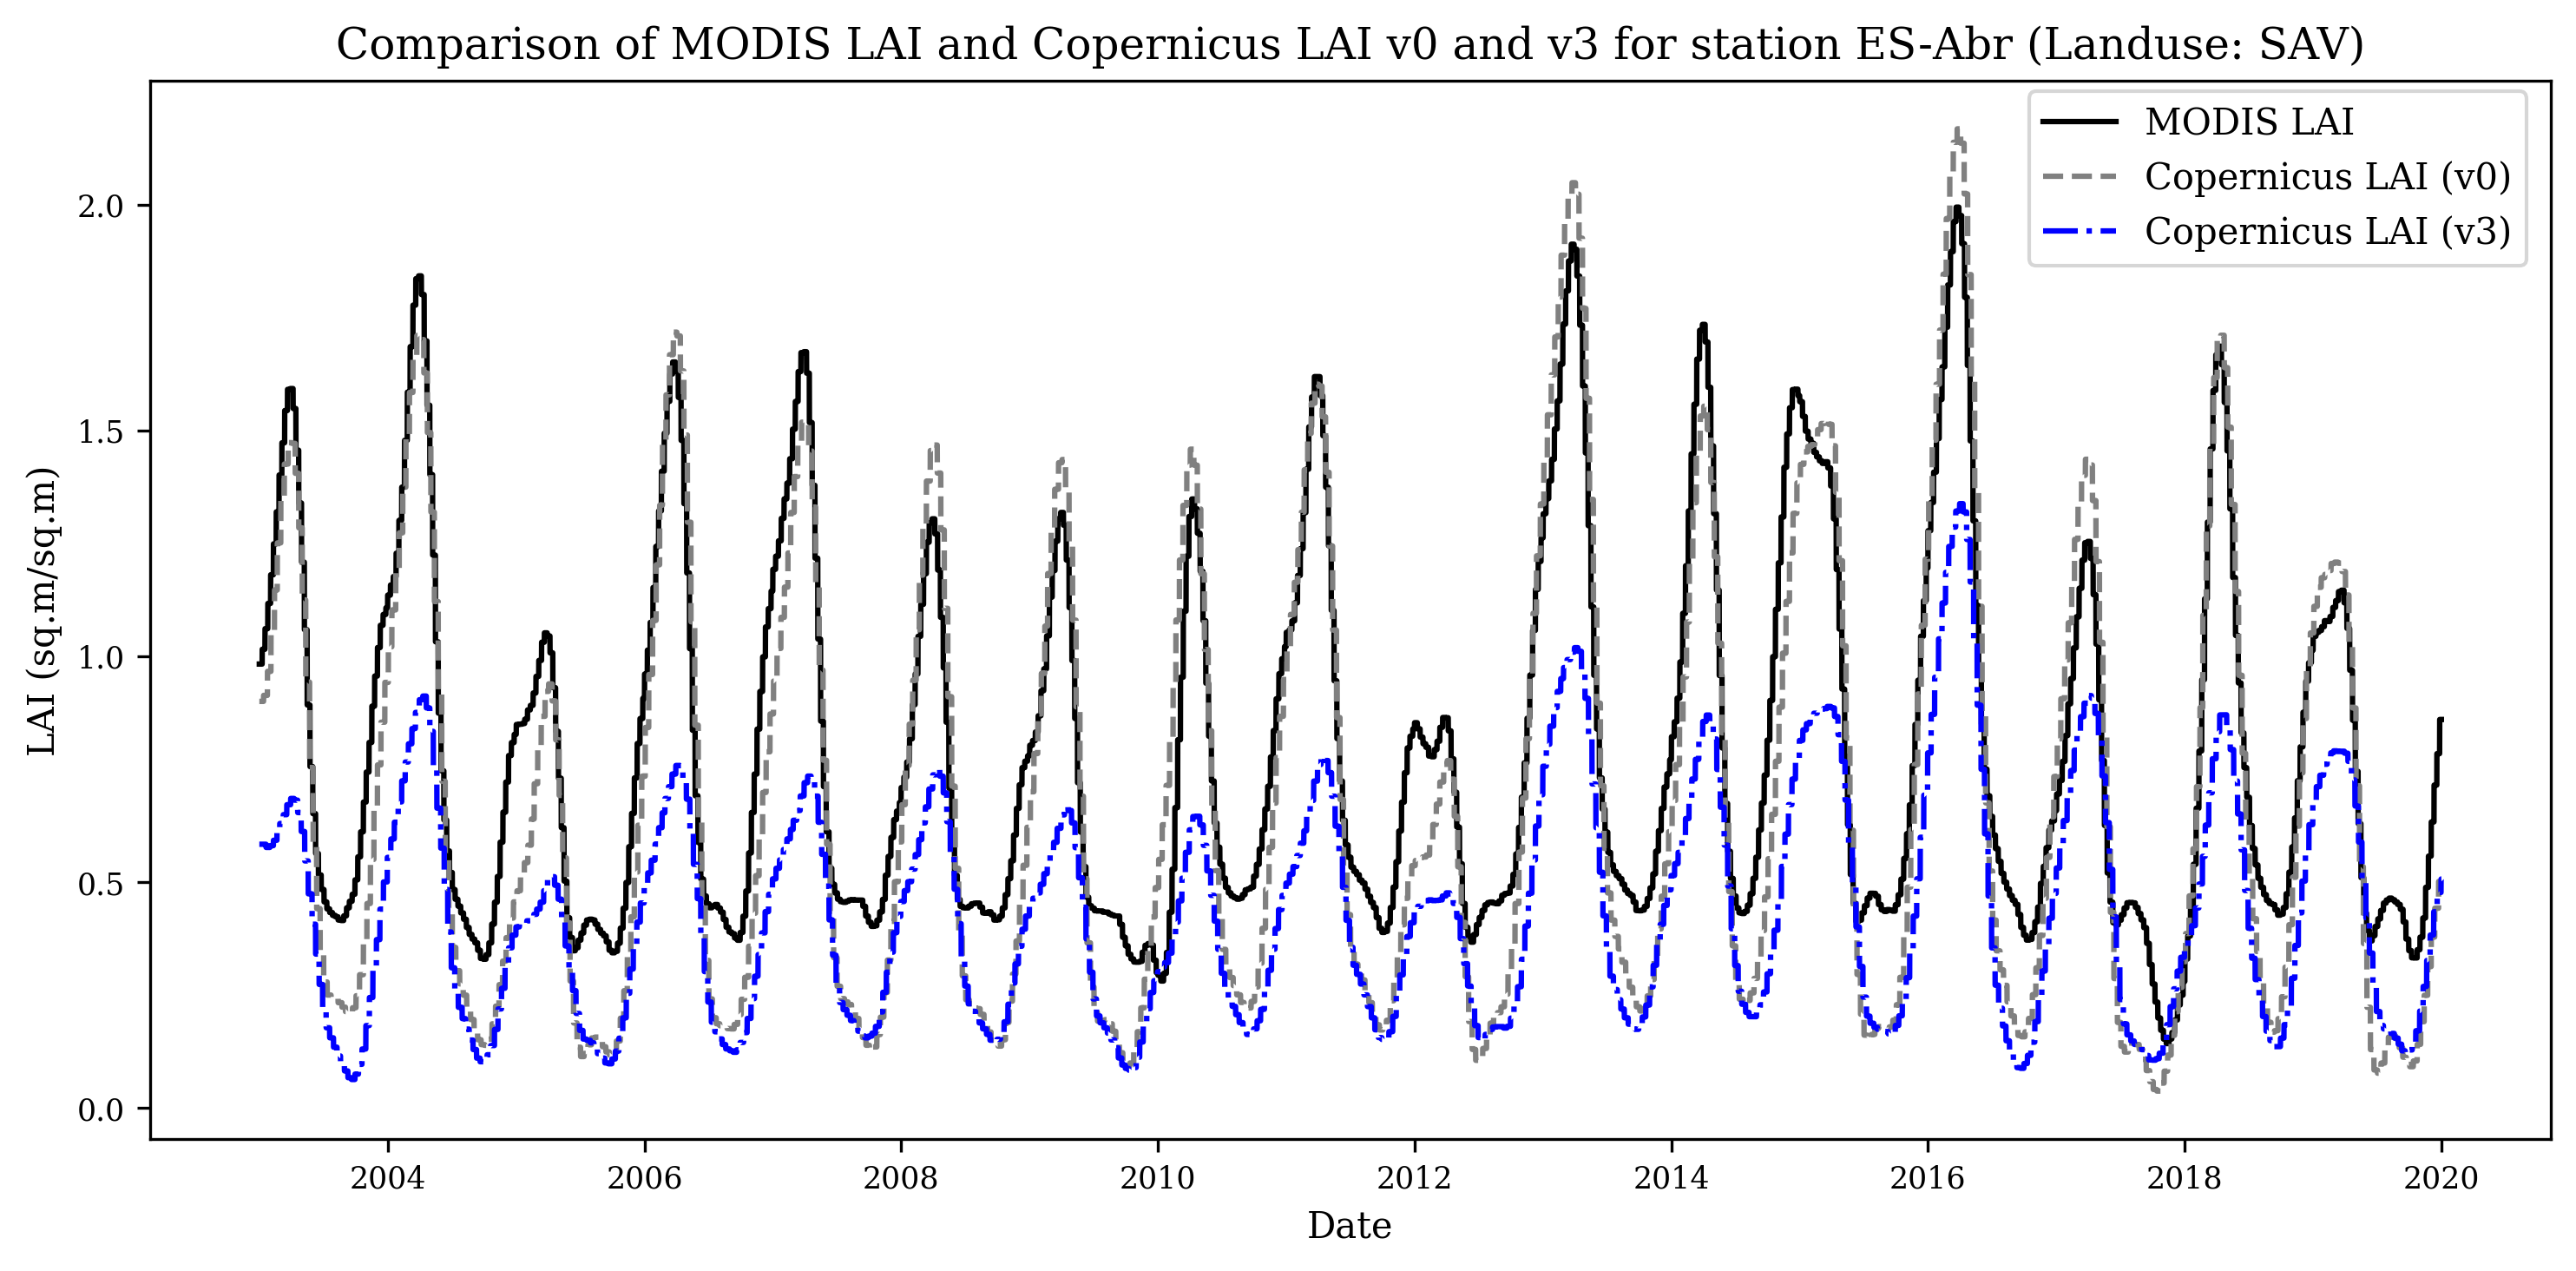 Comparison of MODIS LAI and Copernicus LAI v0 and v3 for station ES-Abr (Landuse: SAV)
MODIS LAI
Copernicus LAI (v0)
Copernicus LAI (v3)
LAI (sq.m/sq.m)
2.0
1.5
1.0
0.5
0.0
2004 2006 2008 2010 2012 2014 2016 2018 2020
Date